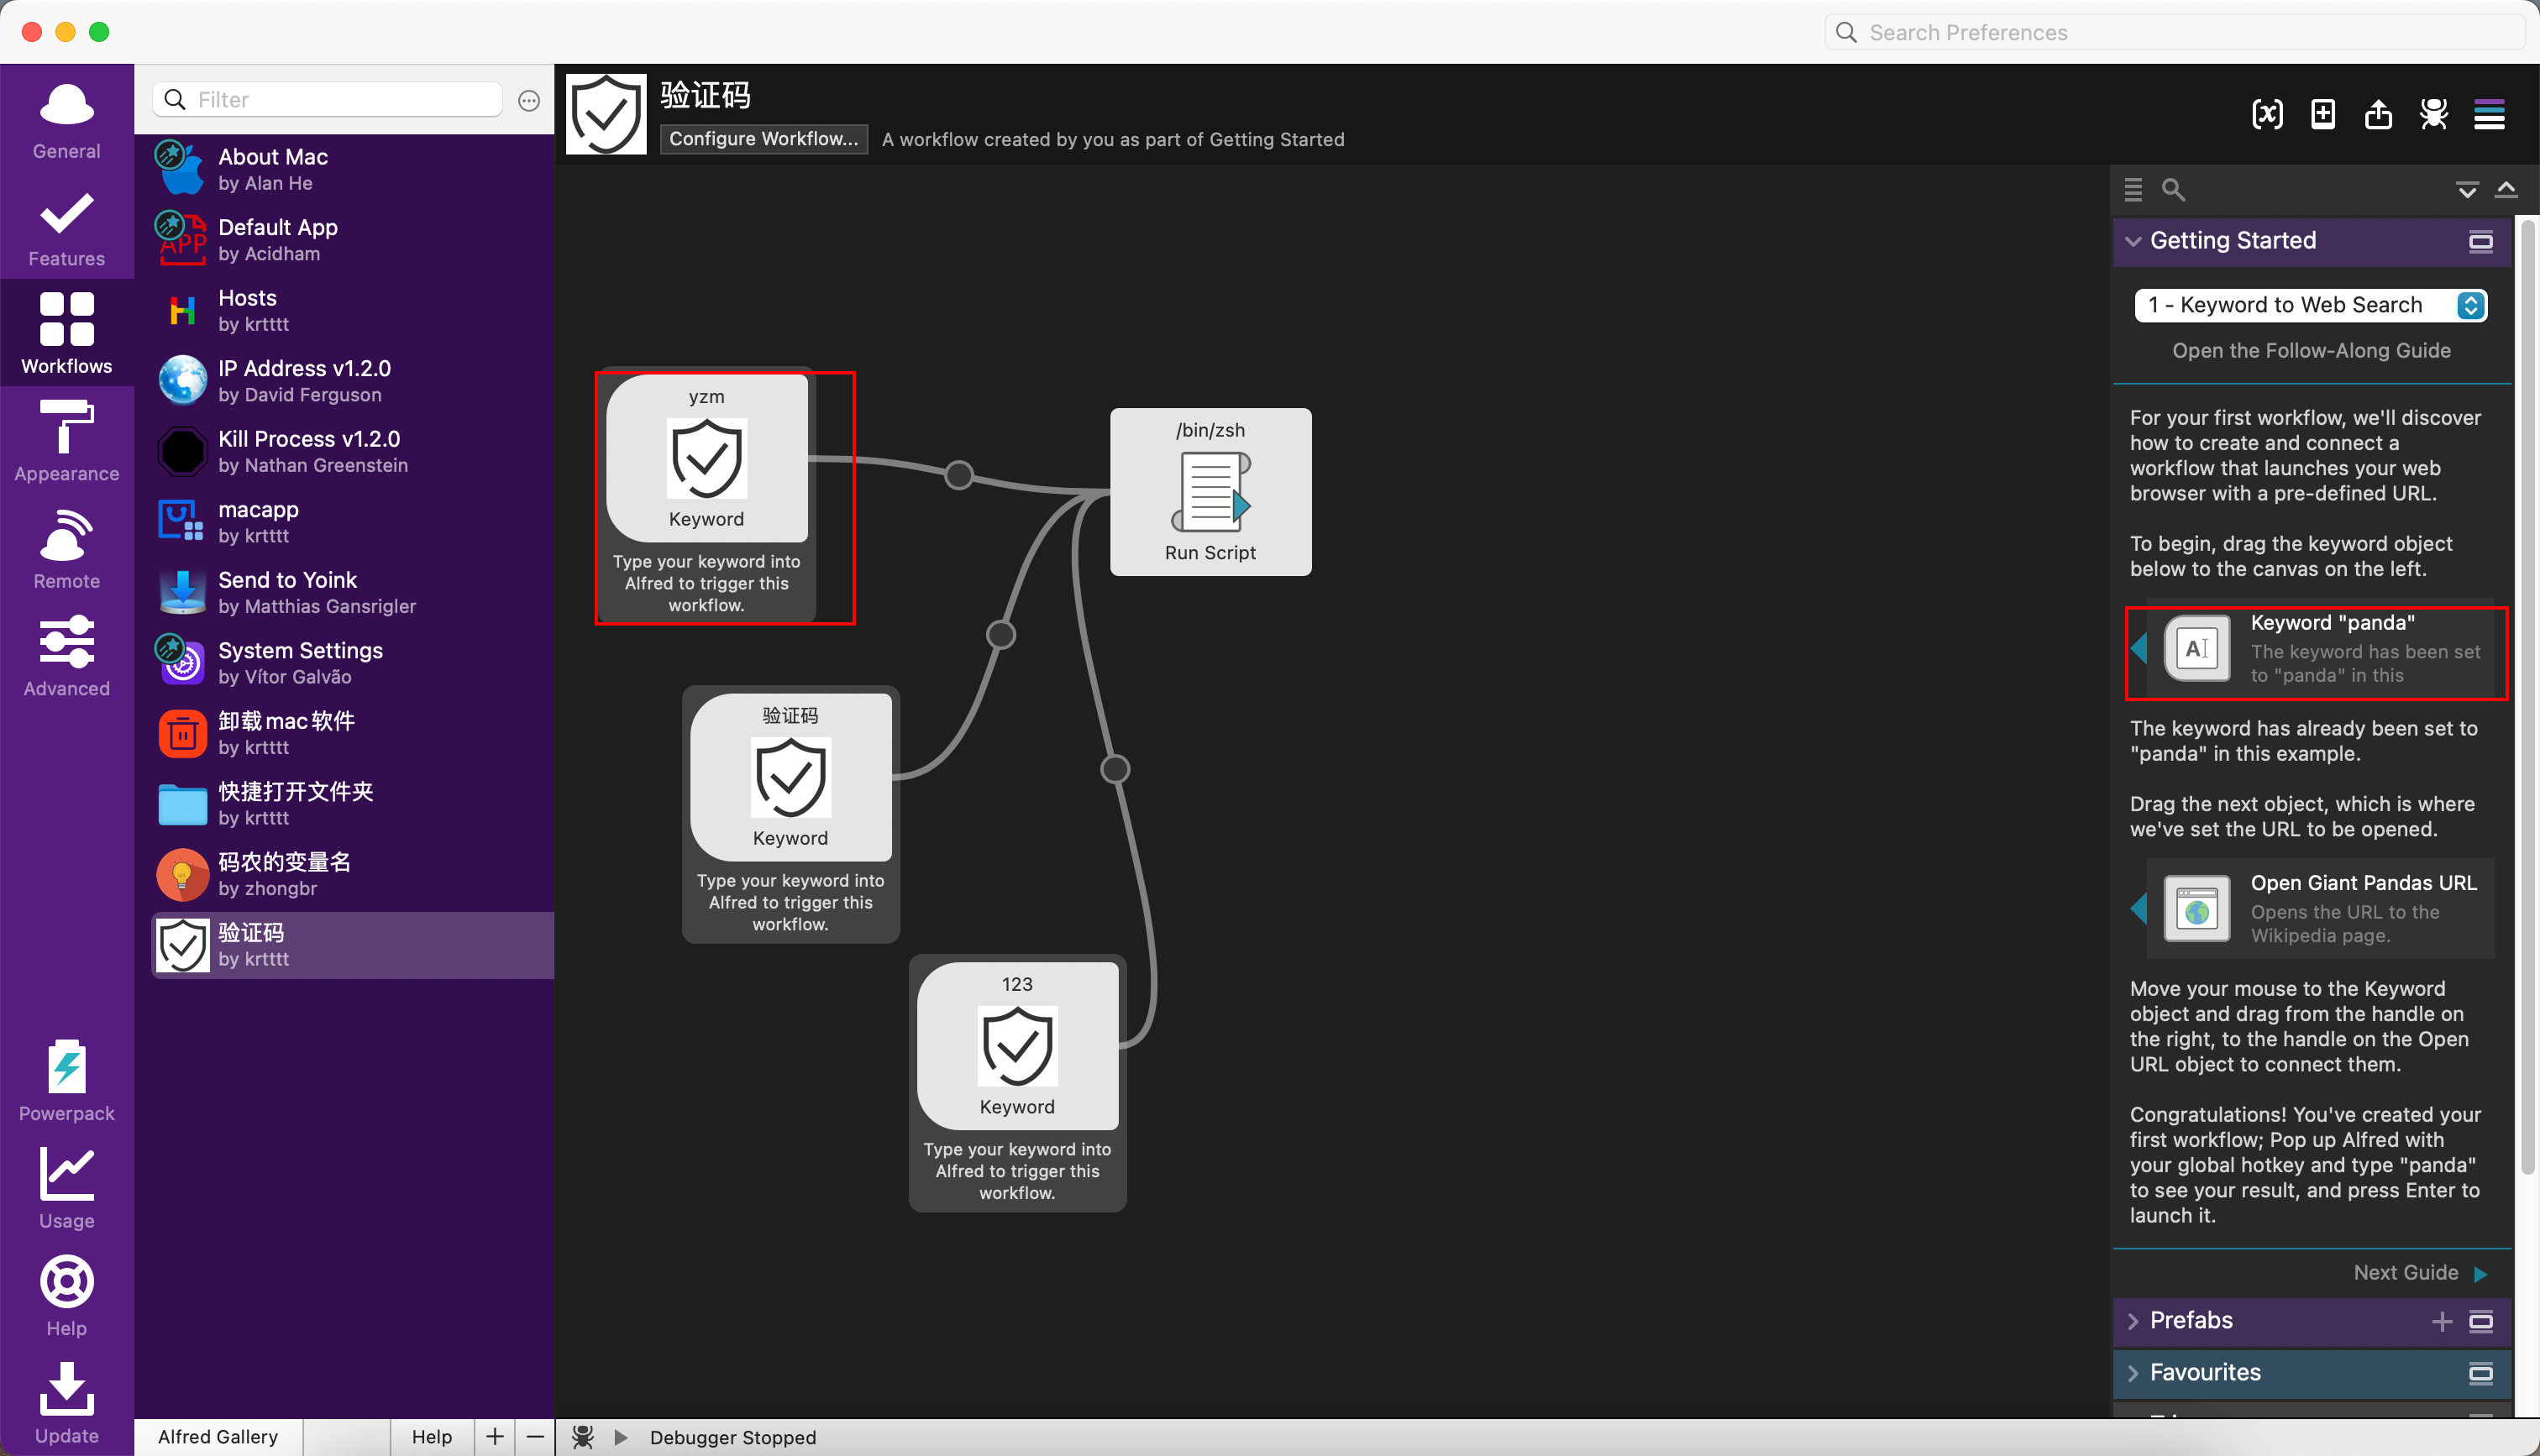 Search Preferences
General
Features
Workflows
Appearance
Remote
Advanced
Powerpack
Usage
Help
Update
Filter
About Mac
by Alan He
APP
Default App
by Acidham
H
Hosts
by krtttt
IP Address v1.2.0
by David Ferguson
Kill Process v1.2.0
by Nathan Greenstein
macapp
by krtttt
Send to Yoink
by Matthias Gansrigler
System Settings
by Vítor Galvão
卸载mac软件
by krtttt
快捷打开文件夹
by krtttt
码农的变量名
by zhongbr
验证码
by krtttt
Alfred Gallery
Help
+
−
验证码
Configure Workflow...
A workflow created by you as part of Getting Started
[x]
yzm
Keyword
Type your keyword into
Alfred to trigger this
workflow.
/bin/zsh
Run Script
验证码
Keyword
Type your keyword into
Alfred to trigger this
workflow.
123
Keyword
Type your keyword into
Alfred to trigger this
workflow.
Debugger Stopped
Getting Started
1 - Keyword to Web Search
Open the Follow-Along Guide
For your first workflow, we'll discover
how to create and connect a
workflow that launches your web
browser with a pre-defined URL.
To begin, drag the keyword object
below to the canvas on the left.
A
Keyword "panda"
The keyword has been set
to "panda" in this
The keyword has already been set to
"panda" in this example.
Drag the next object, which is where
we've set the URL to be opened.
Open Giant Pandas URL
Opens the URL to the
Wikipedia page.
Move your mouse to the Keyword
object and drag from the handle on
the right, to the handle on the Open
URL object to connect them.
Congratulations! You've created your
first workflow; Pop up Alfred with
your global hotkey and type "panda"
to see your result, and press Enter to
launch it.
Next Guide
Prefabs
Favourites